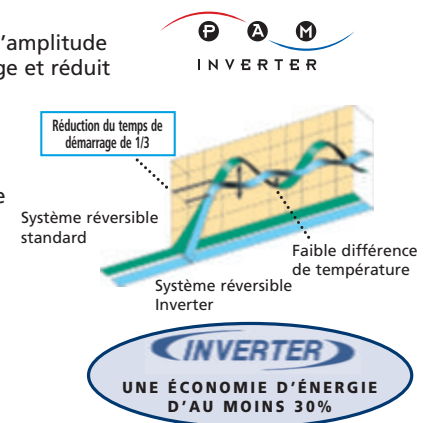 'amplitude
ge et réduit
P A M
INVERTER
Réduction du temps de
démarrage de 1/3
e
Système réversible
standard
Faible différence
de température
Système réversible
Inverter
INVERTER
UNE ÉCONOMIE D'ÉNERGIE
D'AU MOINS 30%